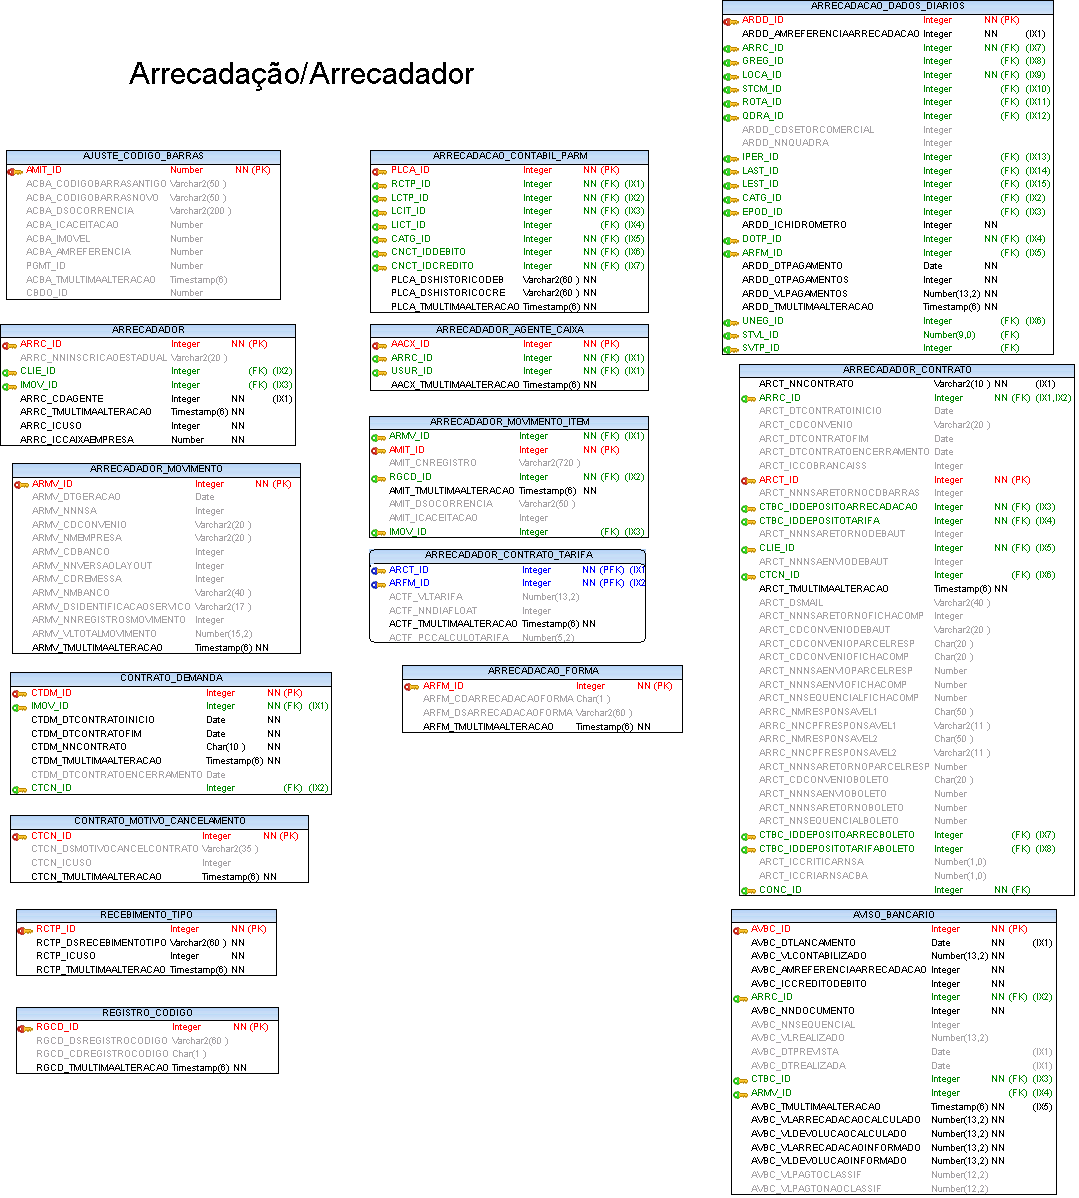 Arrecadação/Arrecadador
AJUSTE_CODIGO_BARRAS
AMIT_ID Number NN (PK)
ACBA_CODIGOBARRASANTIGO Varchar2(50 )
ACBA_CODIGOBARRASNOVO Varchar2(50 )
ACBA_DSOCORRENCIA Varchar2(200 )
ACBA_ICACEITACAO Number
ACBA_IMOVEL Number
ACBA_AMREFERENCIA Number
PGMT_ID Number
ACBA_TMULTIMAALTERACAO Timestamp(6)
CBDO_ID Number
ARRECADADOR
ARRC_ID Integer NN (PK)
ARRC_NNINSCRICAOESTADUAL Varchar2(20 )
CLIE_ID Integer (FK) (IX2)
IMOV_ID Integer (FK) (IX3)
ARRC_CDAGENTE Integer NN (IX1)
ARRC_TMULTIMAALTERACAO Timestamp(6) NN
ARRC_ICUSO Integer NN
ARRC_ICCAIXAEMPRESA Number NN
ARRECADADOR_MOVIMENTO
ARMV_ID Integer NN (PK)
ARMV_DTGERACAO Date
ARMV_NNNSA Integer
ARMV_CDCONVENIO Varchar2(20 )
ARMV_NMEMPRESA Varchar2(20 )
ARMV_CDBANCO Integer
ARMV_NNVERSAOLAYOUT Integer
ARMV_CDREMESSA Integer
ARMV_NMBANCO Varchar2(40 )
ARMV_DSIDENTIFICACAOSERVICO Varchar2(17 )
ARMV_NNREGISTROSMOVIMENTO Integer
ARMV_VLTOTALMOVIMENTO Number(15,2)
ARMV_TMULTIMAALTERACAO Timestamp(6) NN
CONTRATO_DEMANDA
CTDM_ID Integer NN (PK)
IMOV_ID Integer NN (FK) (IX1)
CTDM_DTCONTRATOINICIO Date NN
CTDM_DTCONTRATOFIM Date NN
CTDM_NNCONTRATO Char(10 ) NN
CTDM_TMULTIMAALTERACAO Timestamp(6) NN
CTDM_DTCONTRATOENCERRAMENTO Date
CTCN_ID Integer (FK) (IX2)
CONTRATO_MOTIVO_CANCELAMENTO
CTCN_ID Integer NN (PK)
CTCN_DSMOTIVOCANCELCONTRATO Varchar2(35 )
CTCN_ICUSO Integer
CTCN_TMULTIMAALTERACAO Timestamp(6) NN
RECEBIMENTO_TIPO
RCTP_ID Integer NN (PK)
RCTP_DSRECEBIMENTOTIPO Varchar2(60 ) NN
RCTP_ICUSO Integer NN
RCTP_TMULTIMAALTERACAO Timestamp(6) NN
REGISTRO_CODIGO
RGCD_ID Integer NN (PK)
RGCD_DSREGISTROCODIGO Varchar2(60 )
RGCD_CDREGISTROCODIGO Char(1 )
RGCD_TMULTIMAALTERACAO Timestamp(6) NN
ARRECADACAO_CONTABIL_PARM
PLCA_ID Integer NN (PK)
RCTP_ID Integer NN (FK) (IX1)
LCTP_ID Integer NN (FK) (IX2)
LCIT_ID Integer NN (FK) (IX3)
LICT_ID Integer (FK) (IX4)
CATG_ID Integer NN (FK) (IX5)
CNCT_IDDEBITO Integer NN (FK) (IX6)
CNCT_IDCREDITO Integer NN (FK) (IX7)
PLCA_DSHISTORICODEB Varchar2(60 ) NN
PLCA_DSHISTORICOCRE Varchar2(60 ) NN
PLCA_TMULTIMAALTERACAO Timestamp(6) NN
ARRECADADOR_AGENTE_CAIXA
AACX_ID Integer NN (PK)
ARRC_ID Integer NN (FK) (IX1)
USUR_ID Integer NN (FK) (IX1)
AACX_TMULTIMAALTERACAO Timestamp(6) NN
ARRECADADOR_MOVIMENTO_ITEM
ARMV_ID Integer NN (FK) (IX1)
AMIT_ID Integer NN (PK)
AMIT_CNREGISTRO Varchar2(720 )
RGCD_ID Integer NN (FK) (IX2)
AMIT_TMULTIMAALTERACAO Timestamp(6) NN
AMIT_DSOCORRENCIA Varchar2(50 )
AMIT_ICACEITACAO Integer
IMOV_ID Integer (FK) (IX3)
ARRECADADOR_CONTRATO_TARIFA
ARCT_ID Integer NN (PFK) (IX1
ARFM_ID Integer NN (PFK) (IX2
ACTF_VLTARIFA Number(13,2)
ACTF_NNDIAFLOAT Integer
ACTF_TMULTIMAALTERACAO Timestamp(6) NN
ACTF_PCCALCULOTARIFA Number(5,2)
ARRECADACAO_FORMA
ARFM_ID Integer NN (PK)
ARFM_CDARRECADACAOFORMA Char(1 )
ARFM_DSARRECADACAOFORMA Varchar2(60 )
ARFM_TMULTIMAALTERACAO Timestamp(6) NN
ARRECADACAO_DADOS_DIARIOS
ARDD_ID Integer NN (PK)
ARDD_AMREFERENCIAARRECADACAO Integer NN (IX1)
ARRC_ID Integer NN (FK) (IX7)
GREG_ID Integer (FK) (IX8)
LOCA_ID Integer NN (FK) (IX9)
STCM_ID Integer (FK) (IX10)
ROTA_ID Integer (FK) (IX11)
QDRA_ID Integer (FK) (IX12)
ARDD_CDSETORCOMERCIAL Integer
ARDD_NNQUADRA Integer
IPER_ID Integer (FK) (IX13)
LAST_ID Integer (FK) (IX14)
LEST_ID Integer (FK) (IX15)
CATG_ID Integer (FK) (IX2)
EPOD_ID Integer (FK) (IX3)
ARDD_ICHIDROMETRO Integer NN
DOTP_ID Integer NN (FK) (IX4)
ARFM_ID Integer (FK) (IX5)
ARDD_DTPAGAMENTO Date NN
ARDD_QTPAGAMENTOS Integer NN
ARDD_VLPAGAMENTOS Number(13,2) NN
ARDD_TMULTIMAALTERACAO Timestamp(6) NN
UNEG_ID Integer (FK) (IX6)
STVL_ID Number(9,0) (FK)
SVTP_ID Integer (FK)
ARRECADADOR_CONTRATO
ARCT_NNCONTRATO Varchar2(10 ) NN (IX1)
ARRC_ID Integer NN (FK) (IX1,IX2)
ARCT_DTCONTRATOINICIO Date
ARCT_CDCONVENIO Varchar2(20 )
ARCT_DTCONTRATOFIM Date
ARCT_DTCONTRATOENCERRAMENTO Date
ARCT_ICCOBRANCAISS Integer
ARCT_ID Integer NN (PK)
ARCT_NNNSARETORNOCDBARRAS Integer
CTBC_IDDEPOSITOARRECADACAO Integer NN (FK) (IX3)
CTBC_IDDEPOSITOTARIFA Integer NN (FK) (IX4)
ARCT_NNNSARETORNODEBAUT Integer
CLIE_ID Integer NN (FK) (IX5)
ARCT_NNNSAENVIODEBAUT Integer
CTCN_ID Integer (FK) (IX6)
ARCT_TMULTIMAALTERACAO Timestamp(6) NN
ARCT_DSMAIL Varchar2(40 )
ARCT_NNNSARETORNOFICHACOMP Integer
ARCT_CDCONVENIODEBAUT Varchar2(20 )
ARCT_CDCONVENIOPARCELRESP Char(20 )
ARCT_CDCONVENIOFICHACOMP Char(20 )
ARCT_NNNSAENVIOPARCELRESP Number
ARCT_NNNSAENVIOFICHACOMP Number
ARCT_NNSEQUENCIALFICHACOMP Number
ARRC_NMRESPONSAVEL1 Char(50 )
ARRC_NNCPFRESPONSAVEL1 Varchar2(11 )
ARRC_NMRESPONSAVEL2 Char(50 )
ARRC_NNCPFRESPONSAVEL2 Varchar2(11 )
ARCT_NNNSARETORNOPARCELRESP Number
ARCT_CDCONVENIOBOLETO Char(20 )
ARCT_NNNSAENVIOBOLETO Number
ARCT_NNNSARETORNOBOLETO Number
ARCT_NNSEQUENCIALBOLETO Number
CTBC_IDDEPOSITOARRECBOLETO Integer (FK) (IX7)
CTBC_IDDEPOSITOTARIFABOLETO Integer (FK) (IX8)
ARCT_ICCRITICARNSA Number(1,0)
ARCT_ICCRIARNSACBA Number(1,0)
CONC_ID Integer NN (FK)
AVISO_BANCARIO
AVBC_ID Integer NN (PK)
AVBC_DTLANCAMENTO Date NN (IX1)
AVBC_VLCONTABILIZADO Number(13,2) NN
AVBC_AMREFERENCIAARRECADACAO Integer NN
AVBC_ICCREDITODEBITO Integer NN
ARRC_ID Integer NN (FK) (IX2)
AVBC_NNDOCUMENTO Integer NN
AVBC_NNSEQUENCIAL Integer
AVBC_VLREALIZADO Number(13,2)
AVBC_DTPREVISTA Date (IX1)
AVBC_DTREALIZADA Date (IX1)
CTBC_ID Integer NN (FK) (IX3)
ARMV_ID Integer (FK) (IX4)
AVBC_TMULTIMAALTERACAO Timestamp(6) NN (IX5)
AVBC_VLARRECADACAOCALCULADO Number(13,2) NN
AVBC_VLDEVOLUCAOCALCULADO Number(13,2) NN
AVBC_VLARRECADACAOINFORMADO Number(13,2) NN
AVBC_VLDEVOLUCAOINFORMADO Number(13,2) NN
AVBC_VLPAGTOCLASSIF Number(12,2)
AVBC_VLPAGTONAOCLASSIF Number(12,2)